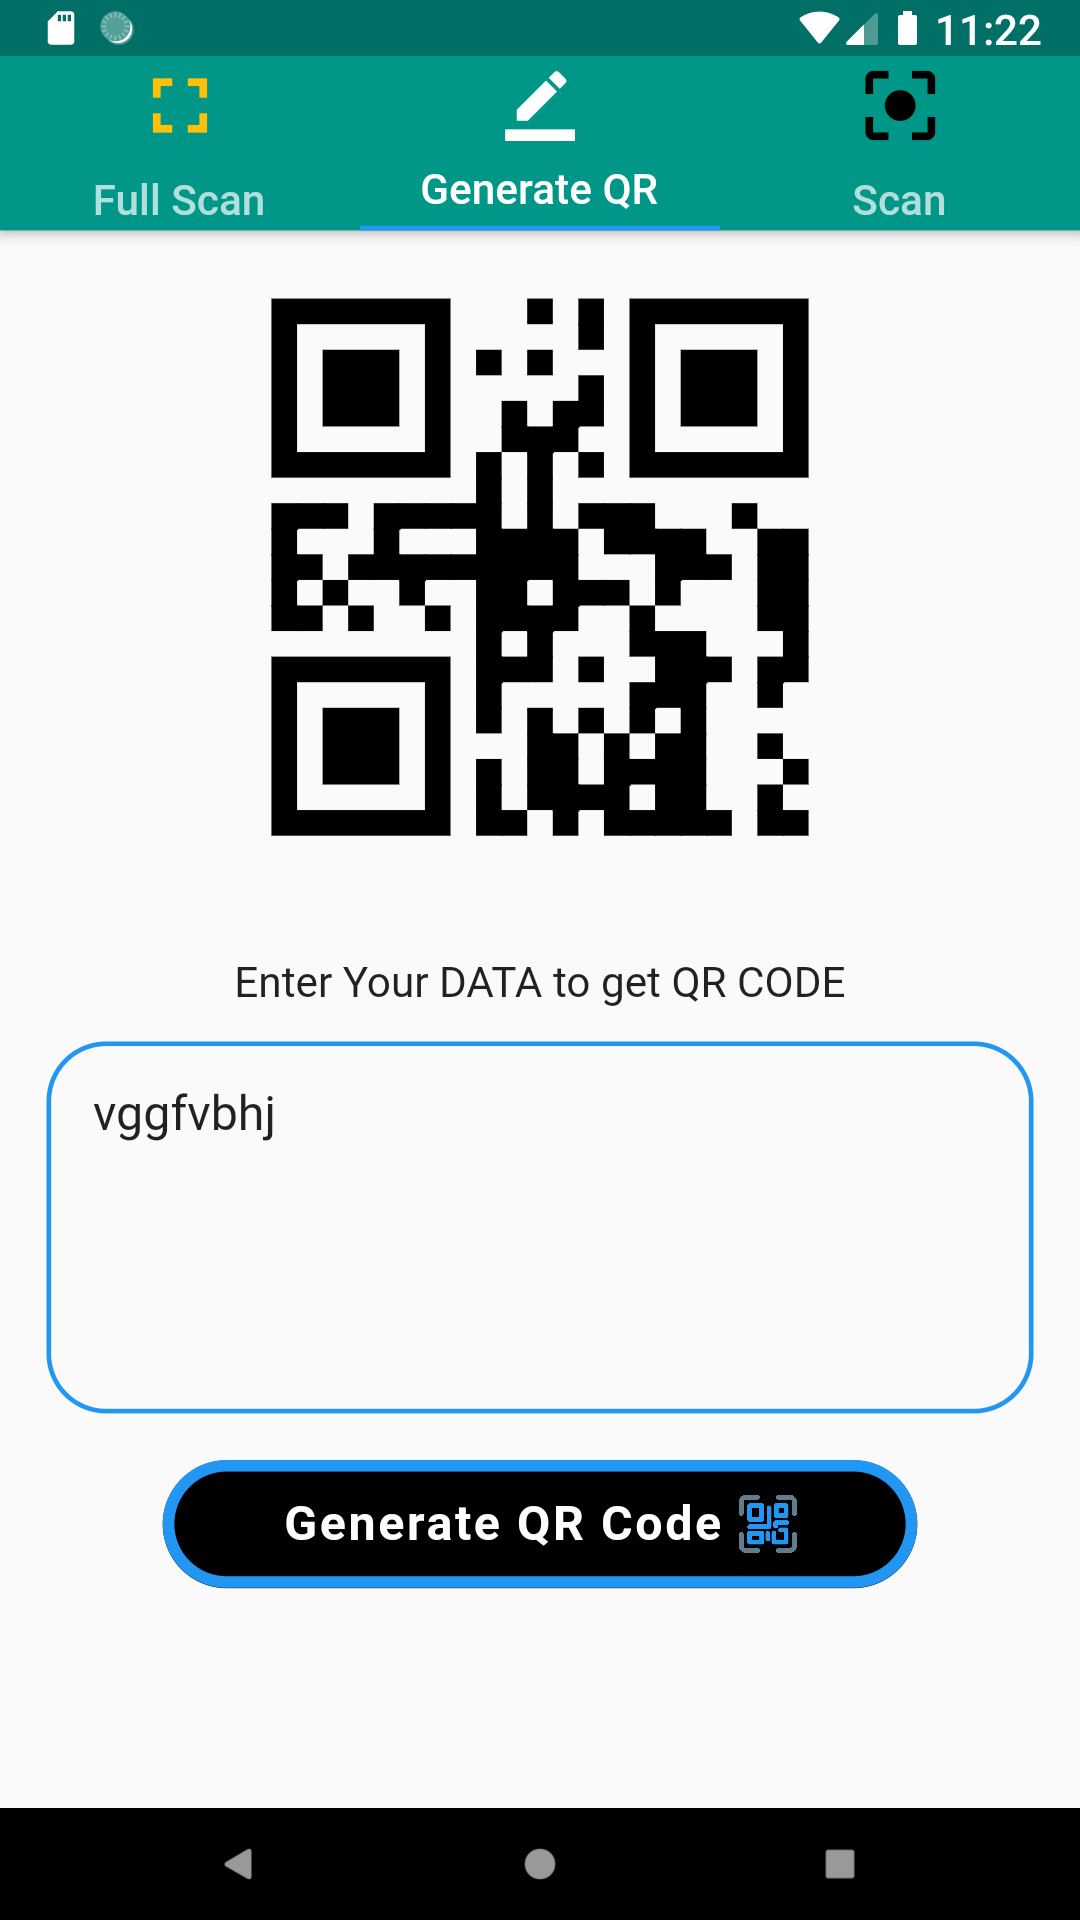 11:22
Full Scan
Generate QR
Scan
Enter Your DATA to get QR CODE
vggfvbhj
Generate QR Code